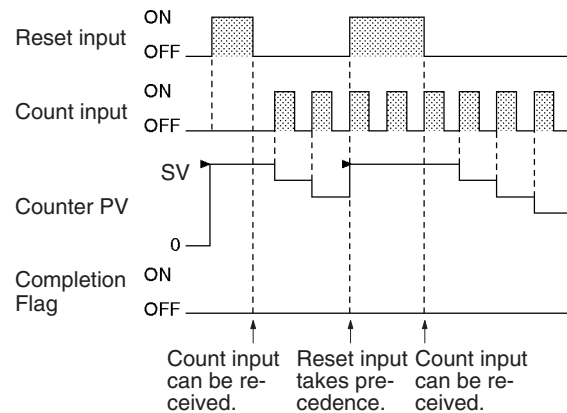 ON
Reset input
OFF
ON
Count input
OFF
SV
Counter PV
0
Completion
Flag
ON
OFF
Count input
can be re-
ceived.
Reset input
takes pre-
cedence.
Count input
can be re-
ceived.